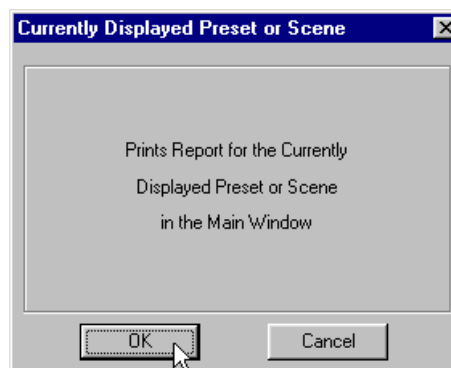 Currently Displayed Preset or Scene
Prints Report for the Currently
Displayed Preset or Scene
in the Main Window
OK
Cancel